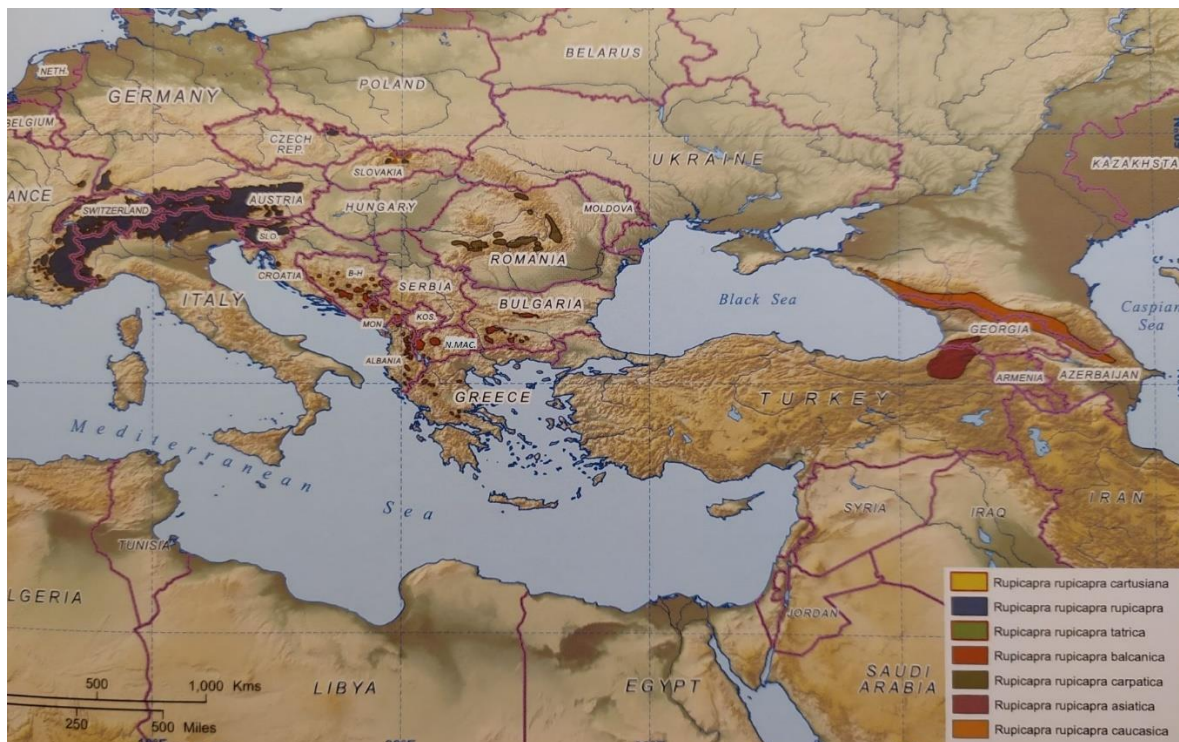 BELARUS
NETH.
POLAND
GERMANY
BELGIUM
CZECH
REP.
UKRAINE
KAZAKHSTA
SLOVAKIA
ANCE
AUSTRIA
SWITZERLAND
HUNGARY
MOLDOVA
SLO.
ROMANIA
CROATIA
B-H
SERBIA
ITALY
BULGARIA
Black Sea
Caspian
Sea
MON.
KOS.
GEORGIA
N.MAC.
ALBANIA
ARMENIA
AZERBAIJAN
GREECE
TURKEY
Mediterranean
Sea
SYRIA
IRAQ
IRAN
TUNISIA
LGERIA
JORDAN
LIBYA
EGYPT
SAUDI
ARABIA
500 1,000 Kms
250 500 Miles
Rupicapra rupicapra cartusiana
Rupicapra rupicapra rupicapra
Rupicapra rupicapra tatrica
Rupicapra rupicapra balcanica
Rupicapra rupicapra carpatica
Rupicapra rupicapra asiatica
Rupicapra rupicapra caucasica